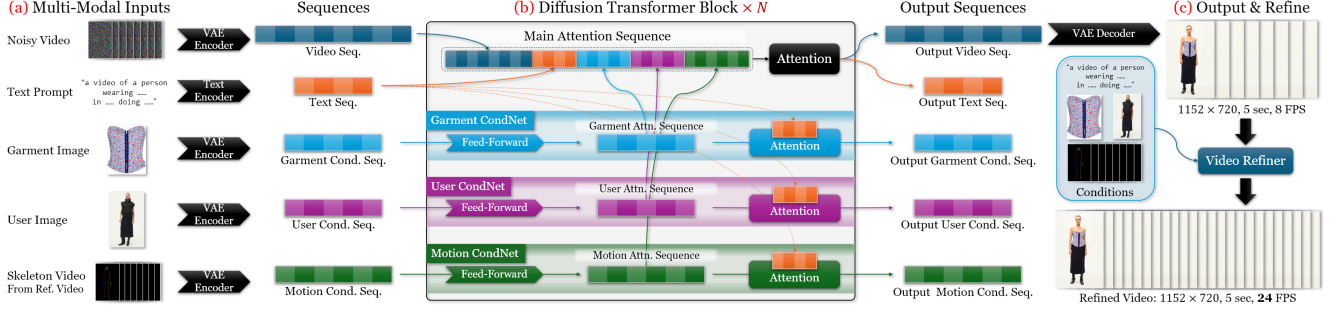 (a) Multi-Modal Inputs
Sequences
(b) Diffusion Transformer Block × N
Output Sequences
(c) Output & Refine
Noisy Video
VAE
Encoder
Video Seq.
Main Attention Sequence
Attention
Output Video Seq.
VAE Decoder
Text Prompt
"a video of a person
wearing ……
in …… doing ……"
Text
Encoder
Text Seq.
Output Text Seq.
Garment Image
VAE
Encoder
Garment Cond. Seq.
Garment CondNet
Feed-Forward
Garment Attn. Sequence
Attention
Output Garment Cond. Seq.
User Image
VAE
Encoder
User Cond. Seq.
User CondNet
Feed-Forward
User Attn. Sequence
Attention
Output User Cond. Seq.
Skeleton Video
From Ref. Video
VAE
Encoder
Motion Cond. Seq.
Motion CondNet
Feed-Forward
Motion Attn. Sequence
Attention
Output Motion Cond. Seq.
"a video of a person
wearing ……
in …… doing ……"
Conditions
1152 × 720, 5 sec, 8 FPS
Video Refiner
Refined Video: 1152 × 720, 5 sec, 24 FPS